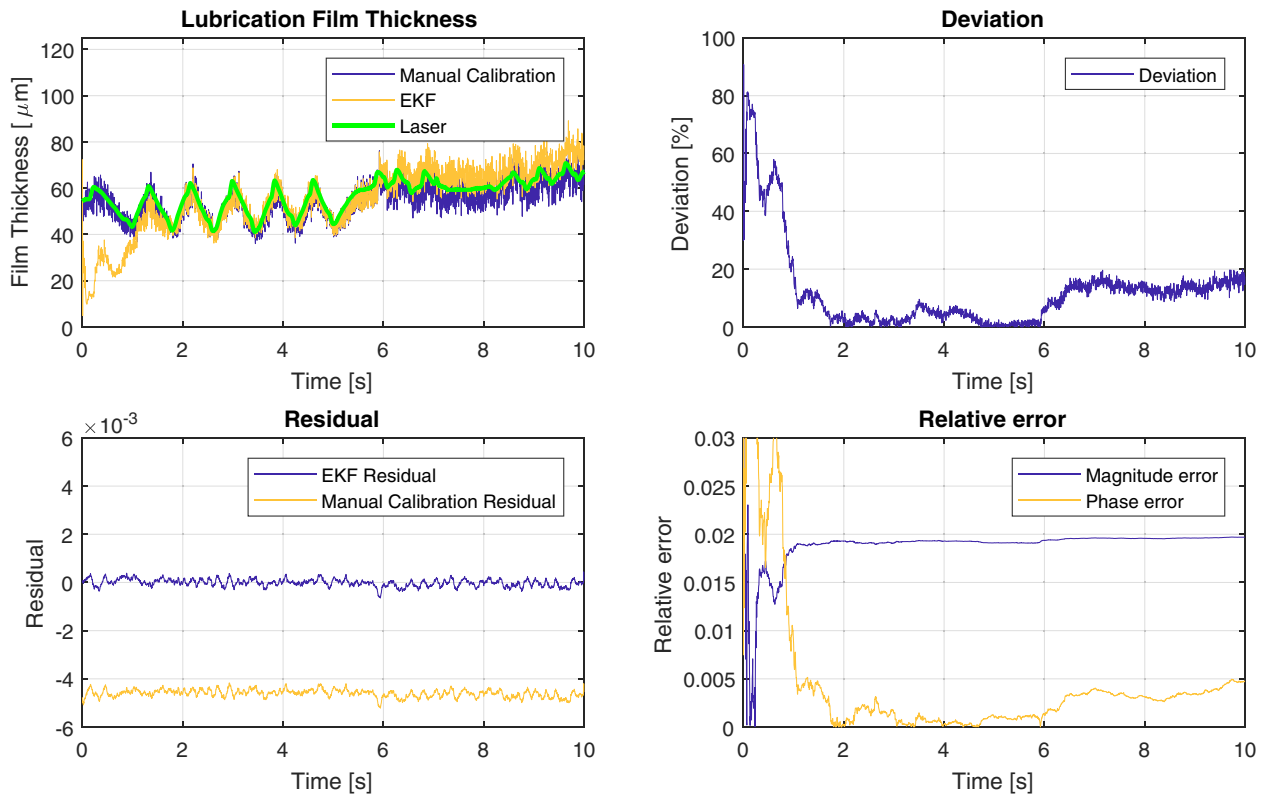 Lubrication Film Thickness
Film Thickness [ μm]
120
100
80
60
40
20
0
Manual Calibration
EKF
Laser
0 2 4 6 8 10
Time [s]
Deviation
Deviation [%]
100
80
60
40
20
0
Deviation
0 2 4 6 8 10
Time [s]
Residual
×10-3
Residual
6
4
2
0
-2
-4
-6
EKF Residual
Manual Calibration Residual
0 2 4 6 8 10
Time [s]
Relative error
Relative error
0.03
0.025
0.02
0.015
0.01
0.005
0
Magnitude error
Phase error
0 2 4 6 8 10
Time [s]